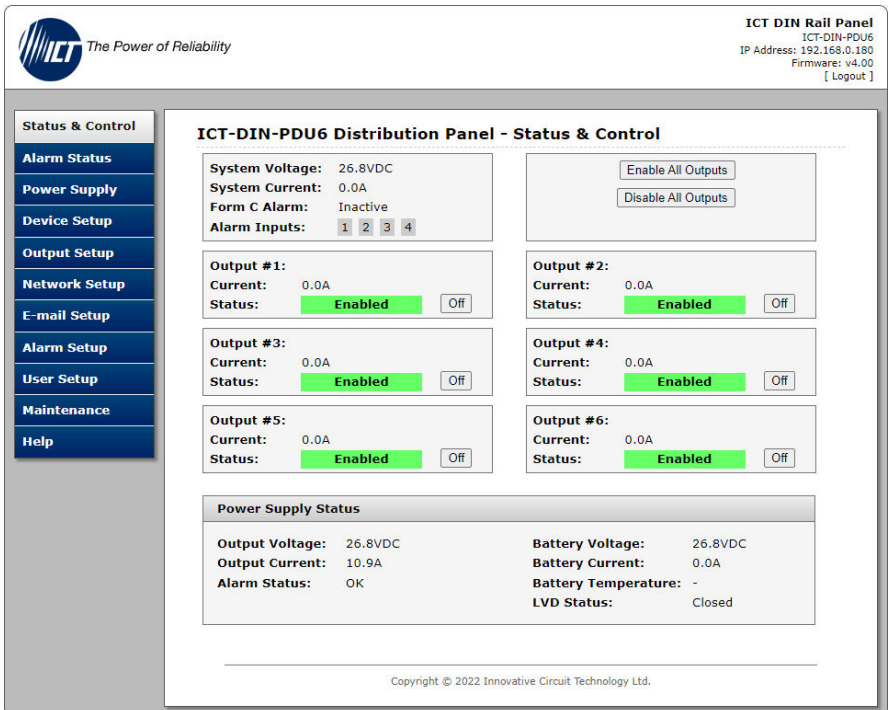 ICT The Power of Reliability
ICT DIN Rail Panel
ICT-DIN-PDU6
IP Address: 192.168.0.180
Firmware: v4.00
[ Logout ]
Status & Control
Alarm Status
Power Supply
Device Setup
Output Setup
Network Setup
E-mail Setup
Alarm Setup
User Setup
Maintenance
Help
ICT-DIN-PDU6 Distribution Panel - Status & Control
System Voltage: 26.8VDC
System Current: 0.0A
Form C Alarm: Inactive
Alarm Inputs: 1 2 3 4
Enable All Outputs
Disable All Outputs
Output #1:
Current: 0.0A
Status: Enabled Off
Output #2:
Current: 0.0A
Status: Enabled Off
Output #3:
Current: 0.0A
Status: Enabled Off
Output #4:
Current: 0.0A
Status: Enabled Off
Output #5:
Current: 0.0A
Status: Enabled Off
Output #6:
Current: 0.0A
Status: Enabled Off
Power Supply Status
Output Voltage: 26.8VDC
Output Current: 10.9A
Alarm Status: OK
Battery Voltage: 26.8VDC
Battery Current: 0.0A
Battery Temperature: -
LVD Status: Closed
Copyright © 2022 Innovative Circuit Technology Ltd.